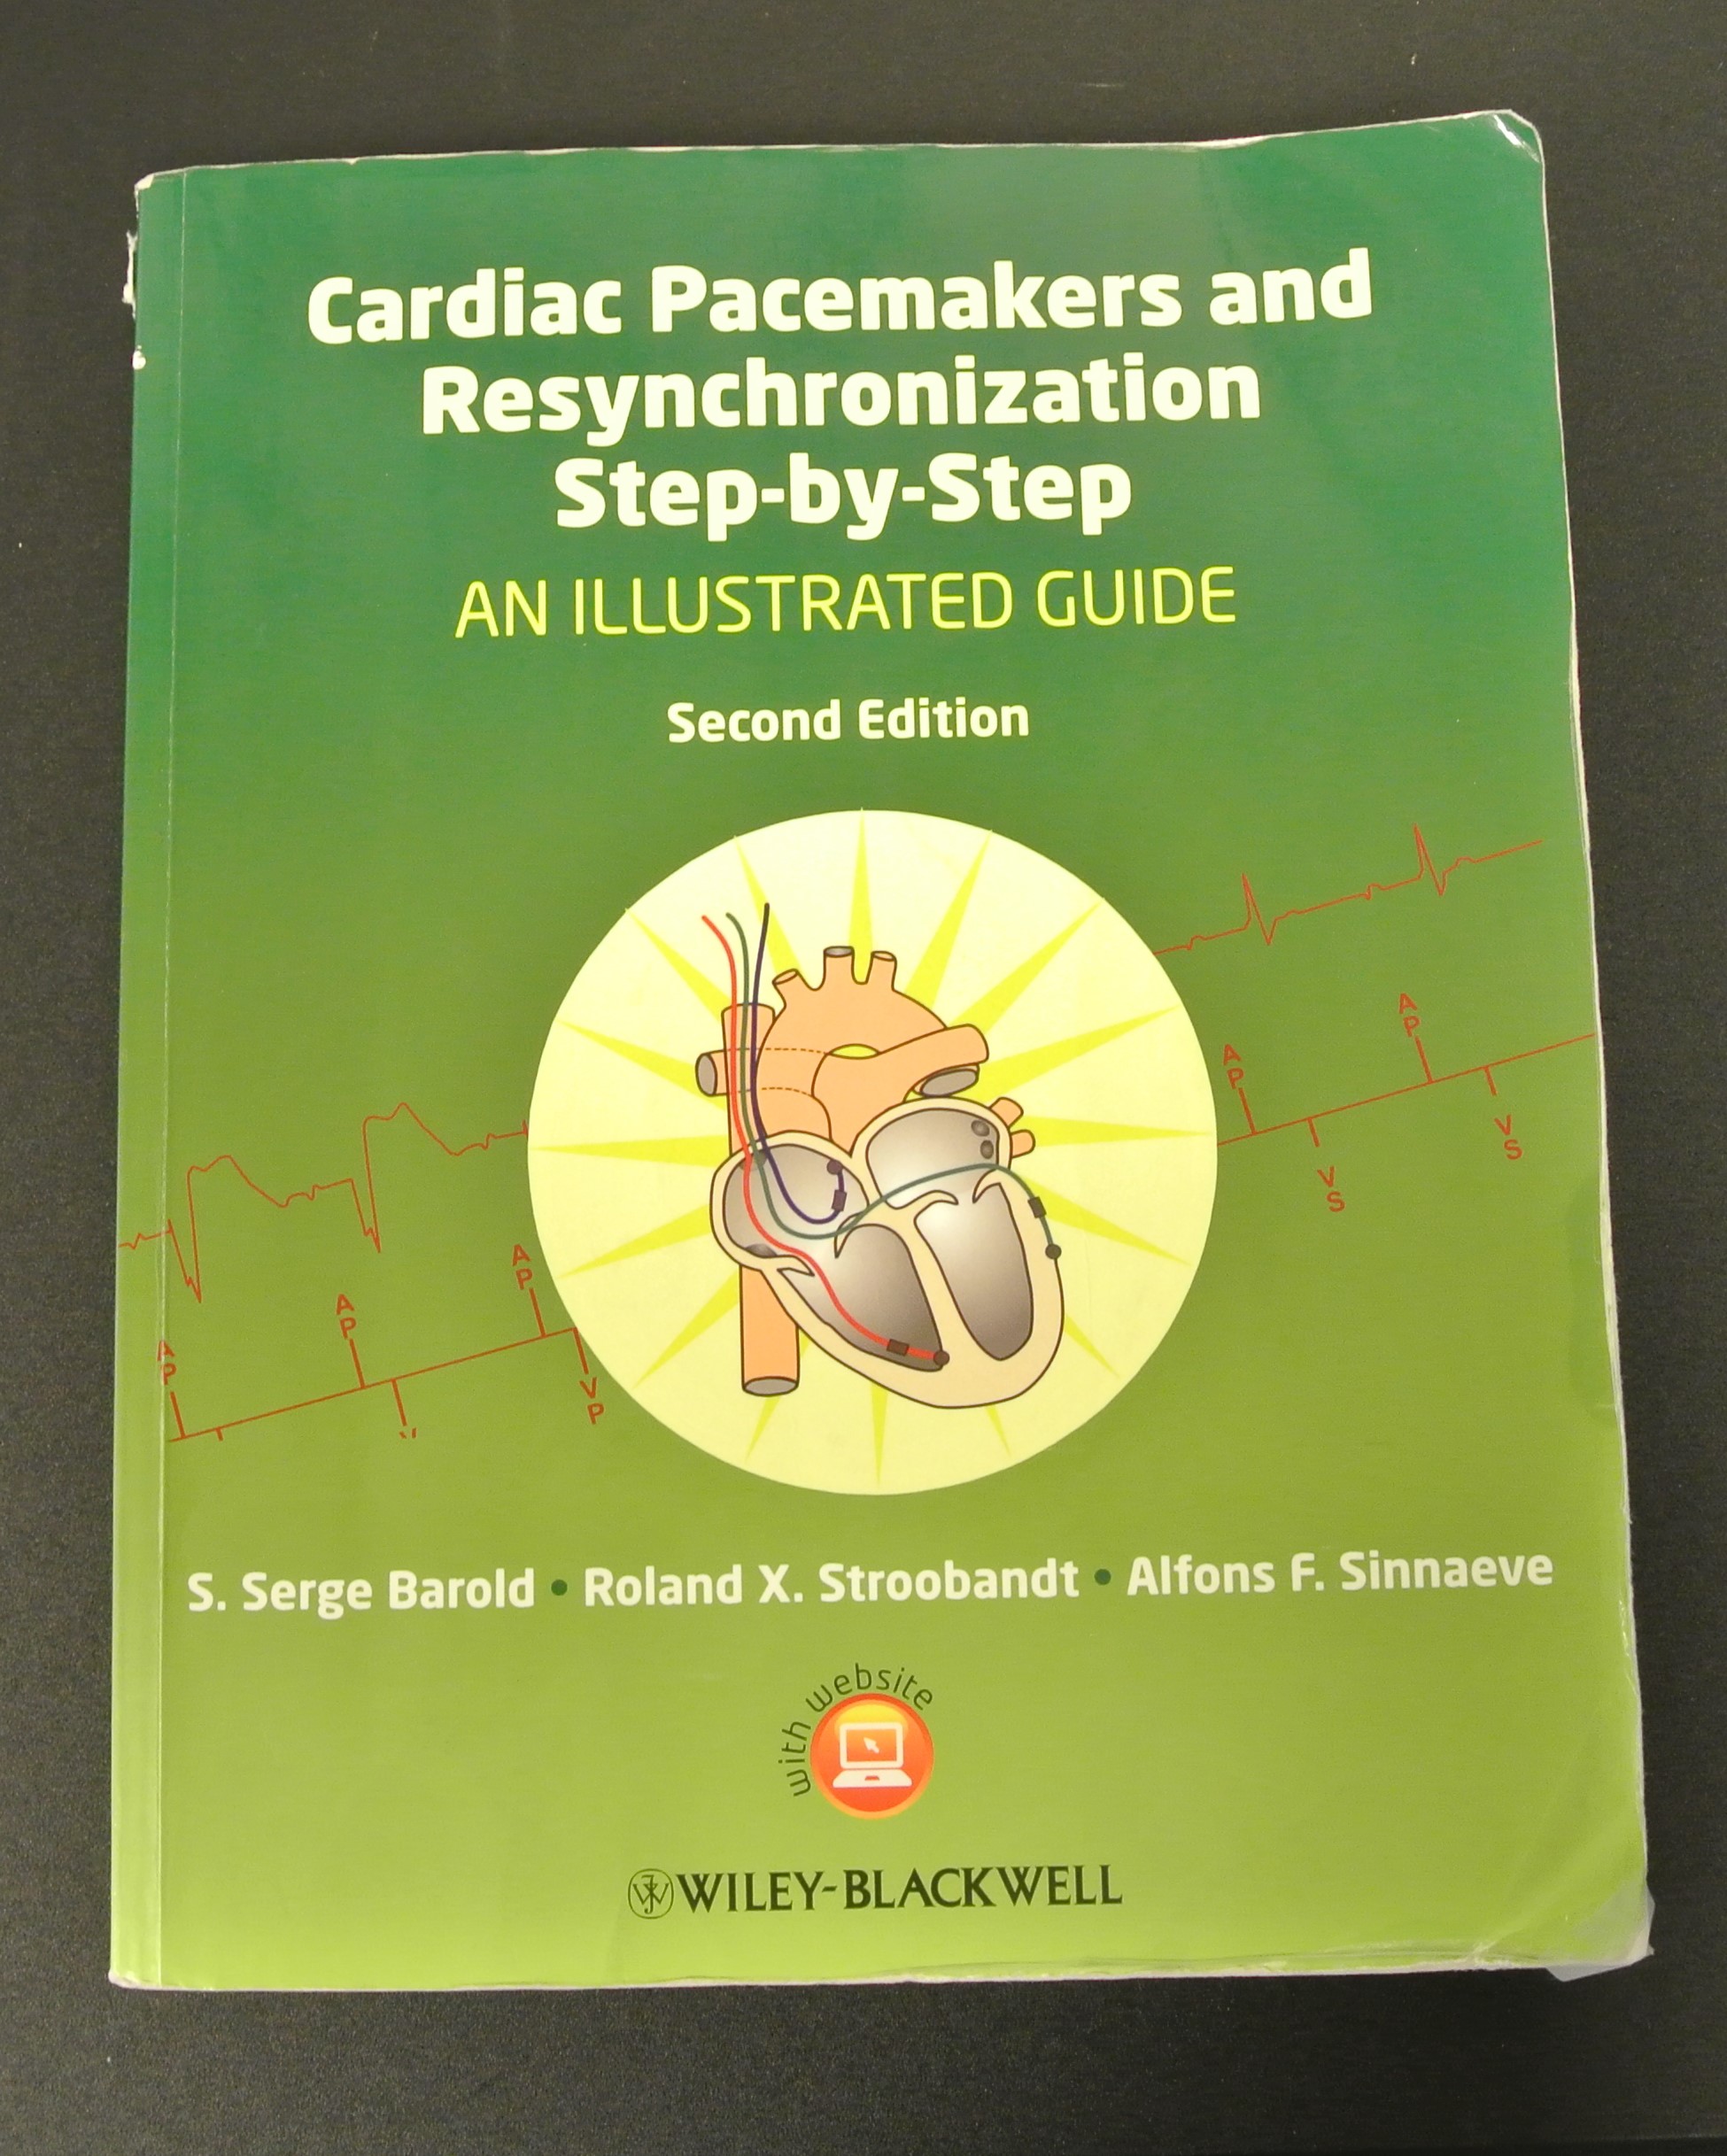 Cardiac Pacemakers and
Resynchronization
Step-by-Step
AN ILLUSTRATED GUIDE
Second Edition
AP
VS
AP
VS
AP
AP
AP
VP
S. Serge Barold • Roland X. Stroobandt • Alfons F. Sinnaeve
with website
WILEY-BLACKWELL